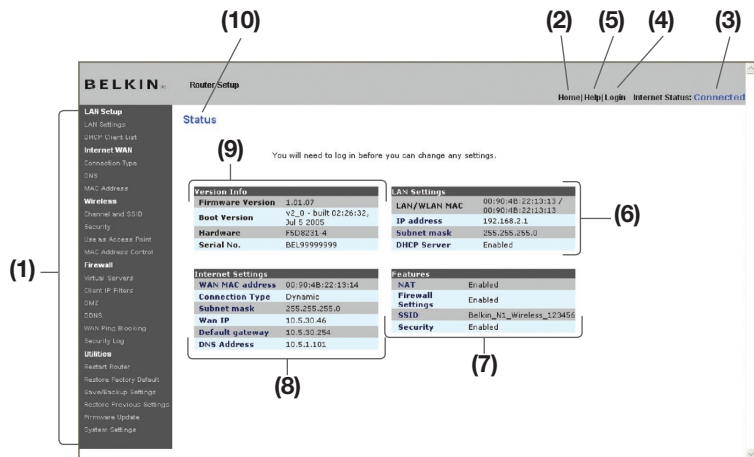 (10) (2) (5) (4) (3)
BELKIN® Router Setup
Home|Help|Login Internet Status: Connected
(1)
LAN Setup
LAN Settings
DHCP Client List
Internet WAN
Connection Type
DNS
MAC Address
Wireless
Channel and SSID
Security
Use as Access Point
MAC Address Control
Firewall
Virtual Servers
Client IP Filters
DMZ
DDNS
WAN Ping Blocking
Security Log
Utilities
Restart Router
Restore Factory Default
Save/Backup Settings
Restore Previous Settings
Firmware Update
System Settings
Status
You will need to log in before you can change any settings.
(9)
Version Info
Firmware Version 1.01.07
Boot Version v2_0 - built 02:26:32,
Jul 5 2005
Hardware F5D8231-4
Serial No. BEL99999999
LAN Settings
LAN/WLAN MAC 00:90:4B:22:13:13 /
00:90:4B:22:13:13
IP address 192.168.2.1
Subnet mask 255.255.255.0
DHCP Server Enabled
(6)
Internet Settings
WAN MAC address 00:90:4B:22:13:14
Connection Type Dynamic
Subnet mask 255.255.255.0
Wan IP 10.5.30.46
Default gateway 10.5.30.254
DNS Address 10.5.1.101
(8)
Features
NAT Enabled
Firewall
Settings Enabled
SSID Belkin_N1_Wireless_123456
Security Enabled
(7)